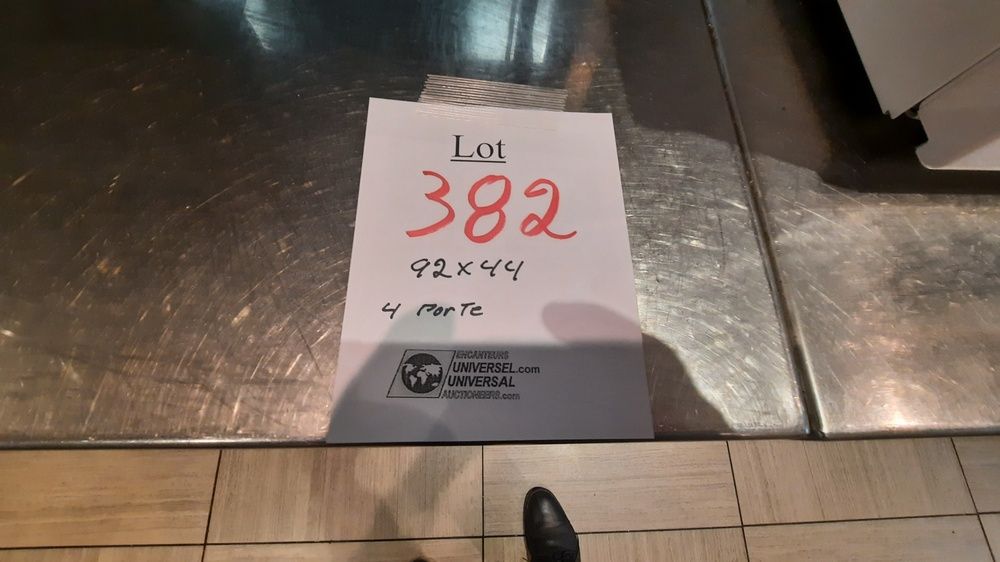 Lot
382
92x44
4 PorTe
ENCANTEURS
UNIVERSEL.com
UNIVERSAL
AUCTIONEERS.com